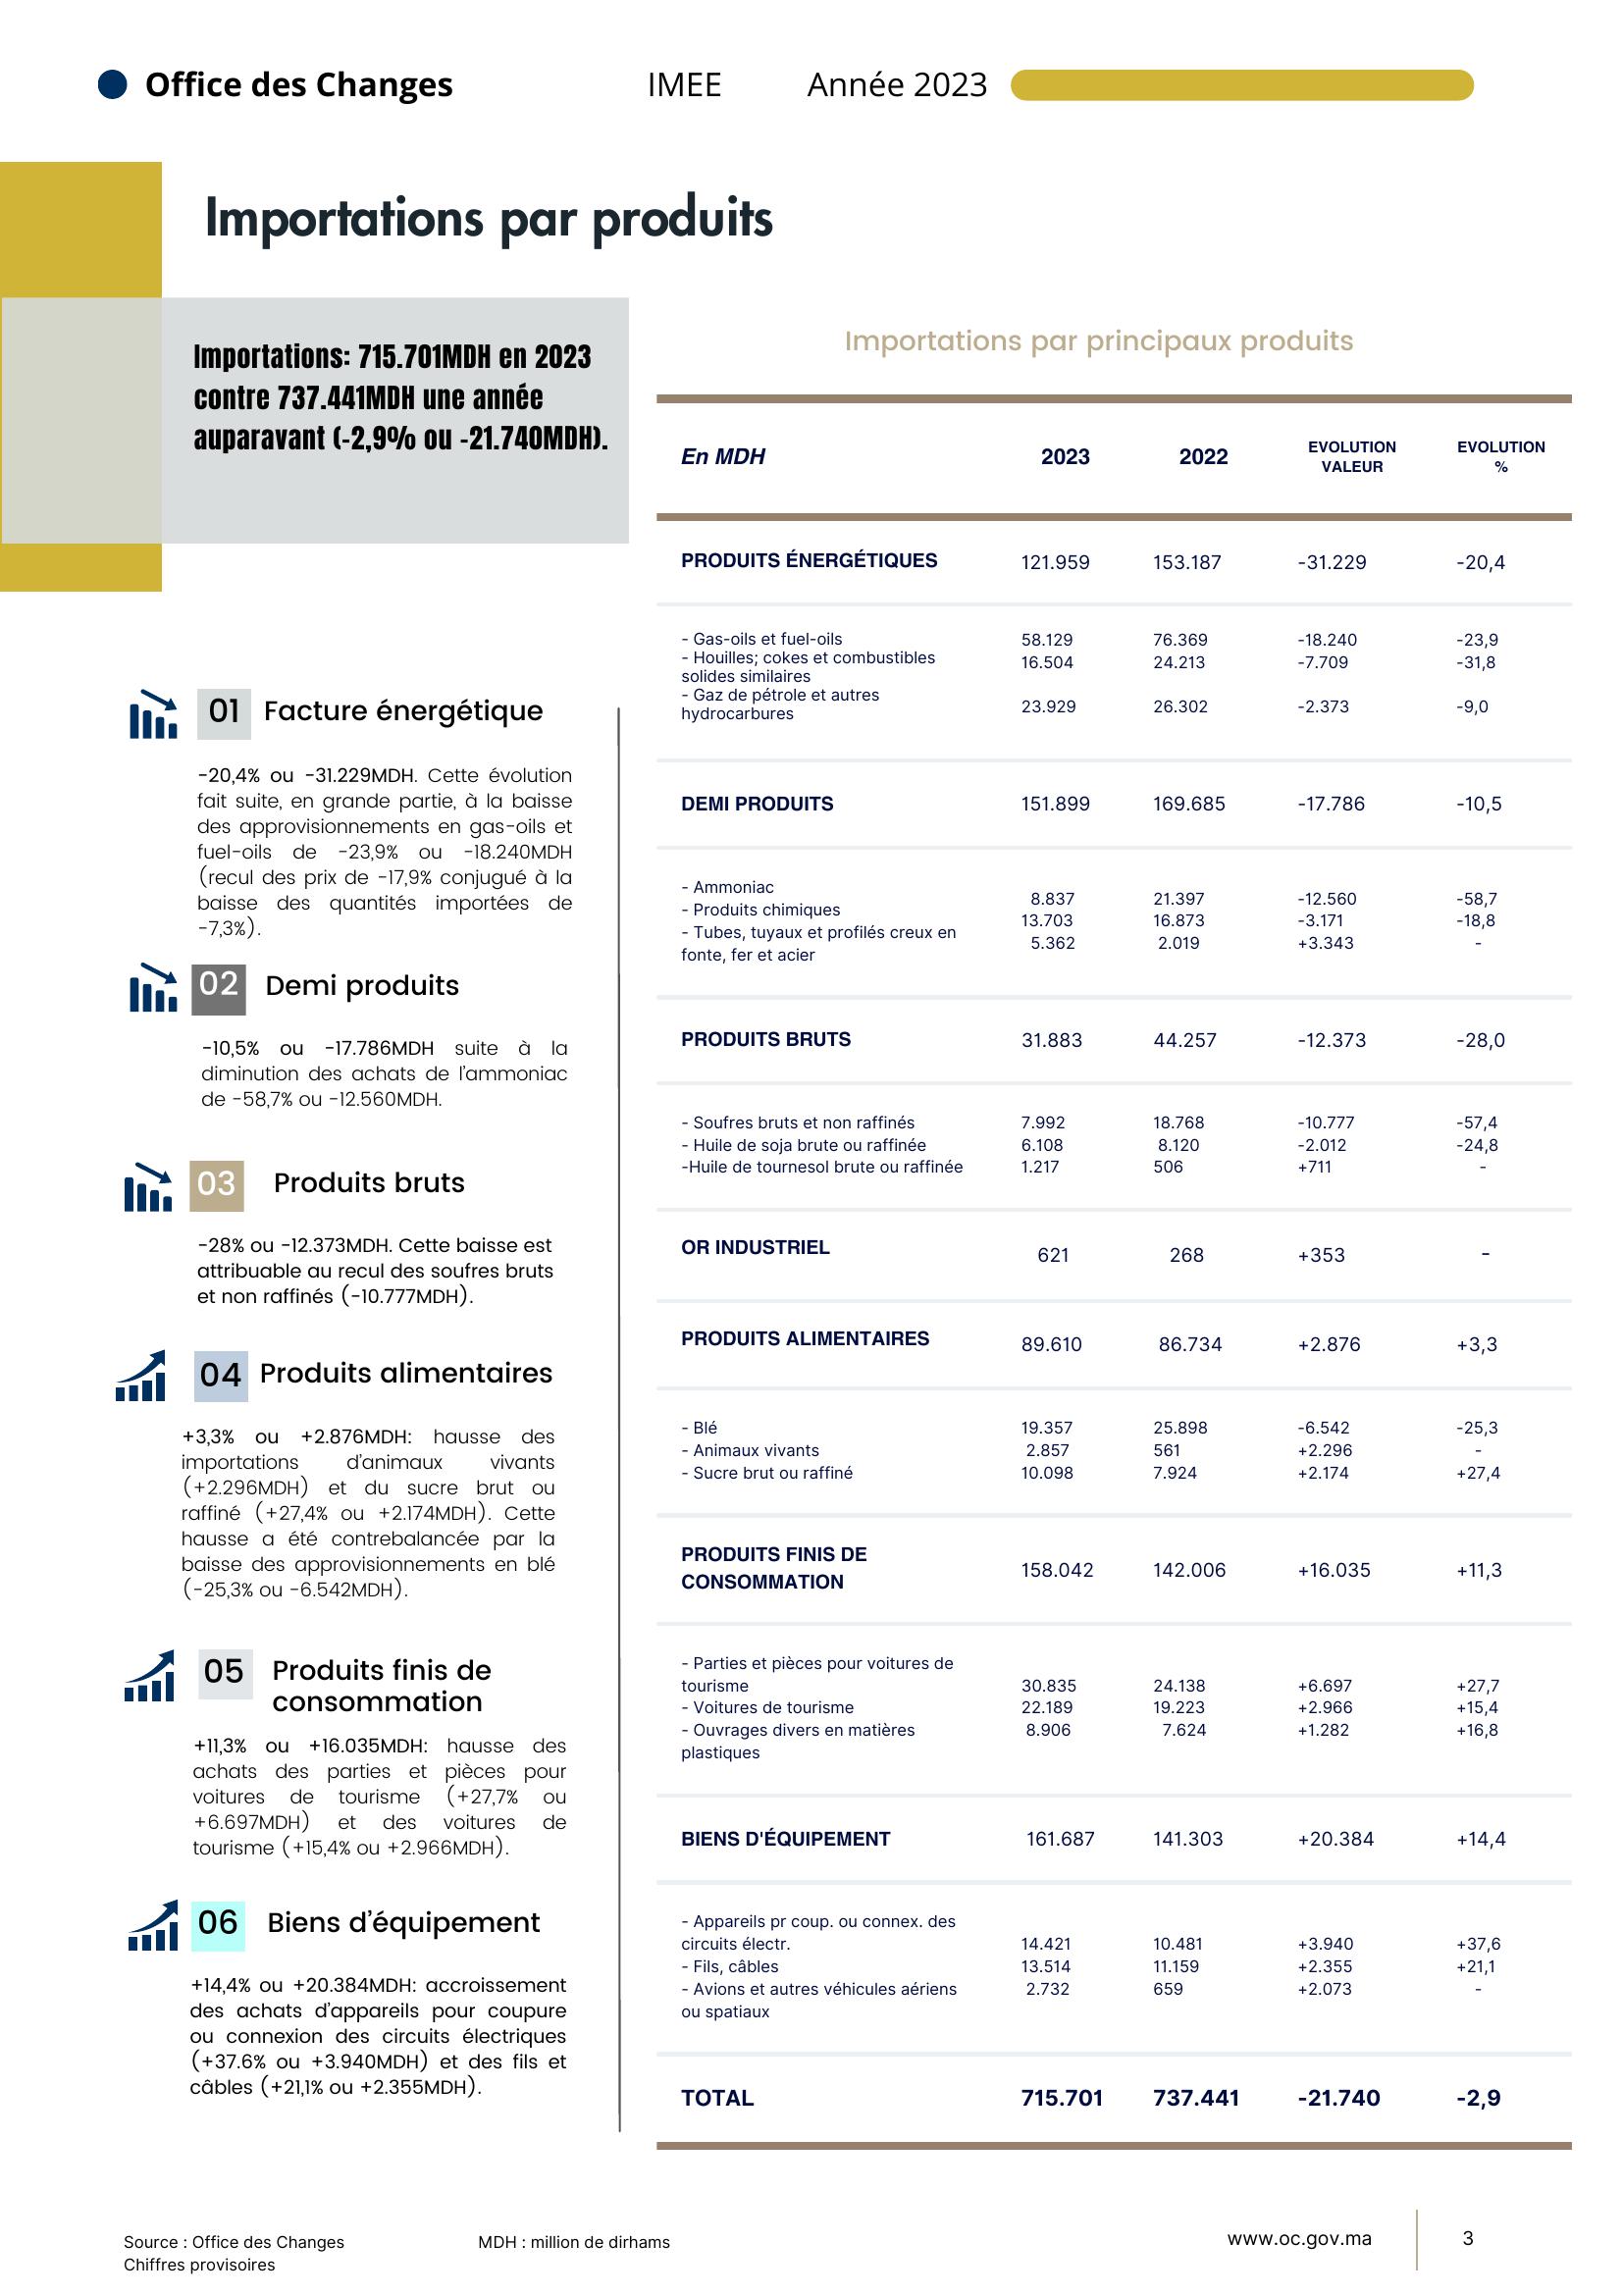 Office des Changes IMEE Année 2023
Importations par produits
Importations: 715.701MDH en 2023
contre 737.441MDH une année
auparavant (-2,9% ou -21.740MDH).
01 Facture énergétique
-20,4% ou -31.229MDH. Cette évolution
fait suite, en grande partie, à la baisse
des approvisionnements en gas-oils et
fuel-oils de -23,9% ou -18.240MDH
(recul des prix de -17,9% conjugué à la
baisse des quantités importées de
-7,3%).
02 Demi produits
-10,5% ou -17.786MDH suite à la
diminution des achats de l'ammoniac
de -58,7% ou -12.560MDH.
03 Produits bruts
-28% ou -12.373MDH. Cette baisse est
attribuable au recul des soufres bruts
et non raffinés (-10.777MDH).
04 Produits alimentaires
+3,3% ou +2.876MDH: hausse des
importations d'animaux vivants
(+2.296MDH) et du sucre brut ou
raffiné (+27,4% ou +2.174MDH). Cette
hausse a été contrebalancée par la
baisse des approvisionnements en blé
(-25,3% ou -6.542MDH).
05 Produits finis de
consommation
+11,3% ou +16.035MDH: hausse des
achats des parties et pièces pour
voitures de tourisme (+27,7% ou
+6.697MDH) et des voitures de
tourisme (+15,4% ou +2.966MDH).
06 Biens d'équipement
+14,4% ou +20.384MDH: accroissement
des achats d'appareils pour coupure
ou connexion des circuits électriques
(+37.6% ou +3.940MDH) et des fils et
câbles (+21,1% ou +2.355MDH).
Importations par principaux produits
En MDH 2023 2022 EVOLUTION VALEUR EVOLUTION %
PRODUITS ÉNERGÉTIQUES 121.959 153.187 -31.229 -20,4
- Gas-oils et fuel-oils 58.129 76.369 -18.240 -23,9
- Houilles; cokes et combustibles 16.504 24.213 -7.709 -31,8
solides similaires
- Gaz de pétrole et autres
hydrocarbures 23.929 26.302 -2.373 -9,0
DEMI PRODUITS 151.899 169.685 -17.786 -10,5
- Ammoniac 8.837 21.397 -12.560 -58,7
- Produits chimiques 13.703 16.873 -3.171 -18,8
- Tubes, tuyaux et profilés creux en 5.362 2.019 +3.343 -
fonte, fer et acier
PRODUITS BRUTS 31.883 44.257 -12.373 -28,0
- Soufres bruts et non raffinés 7.992 18.768 -10.777 -57,4
- Huile de soja brute ou raffinée 6.108 8.120 -2.012 -24,8
-Huile de tournesol brute ou raffinée 1.217 506 +711 -
OR INDUSTRIEL 621 268 +353 -
PRODUITS ALIMENTAIRES 89.610 86.734 +2.876 +3,3
- Blé 19.357 25.898 -6.542 -25,3
- Animaux vivants 2.857 561 +2.296 -
- Sucre brut ou raffiné 10.098 7.924 +2.174 +27,4
PRODUITS FINIS DE
CONSOMMATION 158.042 142.006 +16.035 +11,3
- Parties et pièces pour voitures de
tourisme 30.835 24.138 +6.697 +27,7
- Voitures de tourisme 22.189 19.223 +2.966 +15,4
- Ouvrages divers en matières 8.906 7.624 +1.282 +16,8
plastiques
BIENS D'ÉQUIPEMENT 161.687 141.303 +20.384 +14,4
- Appareils pr coup. ou connex. des
circuits électr. 14.421 10.481 +3.940 +37,6
- Fils, câbles 13.514 11.159 +2.355 +21,1
- Avions et autres véhicules aériens 2.732 659 +2.073 -
ou spatiaux
TOTAL 715.701 737.441 -21.740 -2,9
Source : Office des Changes MDH : million de dirhams
Chiffres provisoires
www.oc.gov.ma 3